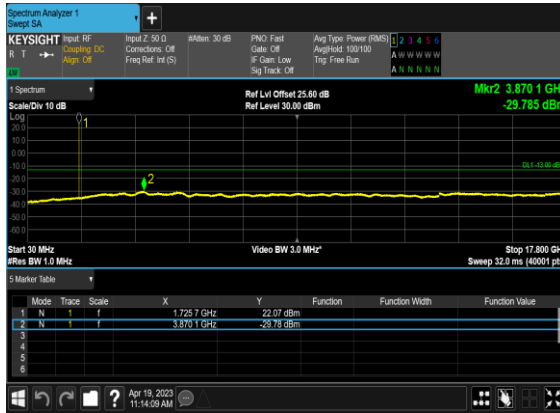 Spectrum Analyzer 1
Swept SA
+
KEYSIGHT Input: RF Input Z: 50 Ω #Atten: 30 dB PNO: Fast Avg Type: Power (RMS) 1 2 3 4 5 6
R T Coupling: DC Corrections: Off Gate: Off Avg|Hold: 100/100 A W W W W W
Align: Off Freq Ref: Int (S) IF Gain: Low Trig: Free Run
Sig Track: Off A N N N N N
1 Spectrum Ref Lvl Offset 25.60 dB Mkr2 3.870 1 GH
Scale/Div 10 dB Ref Level 30.00 dBm -29.785 dB
Log
20.0
10.0
0.00
-10.0
-20.0
-30.0
-40.0
-50.0
-60.0
1
2
DL1 -13.00 dB
Start 30 MHz Video BW 3.0 MHz* Stop 17.800 GH
#Res BW 1.0 MHz Sweep 32.0 ms (40001 pt
5 Marker Table
Mode Trace Scale X Y Function Function Width Function Value
1 N 1 f 1.725 7 GHz 22.07 dBm
2 N 1 f 3.870 1 GHz -29.78 dBm
3
4
5
6
? Apr 19, 2023
11:14:09 AM